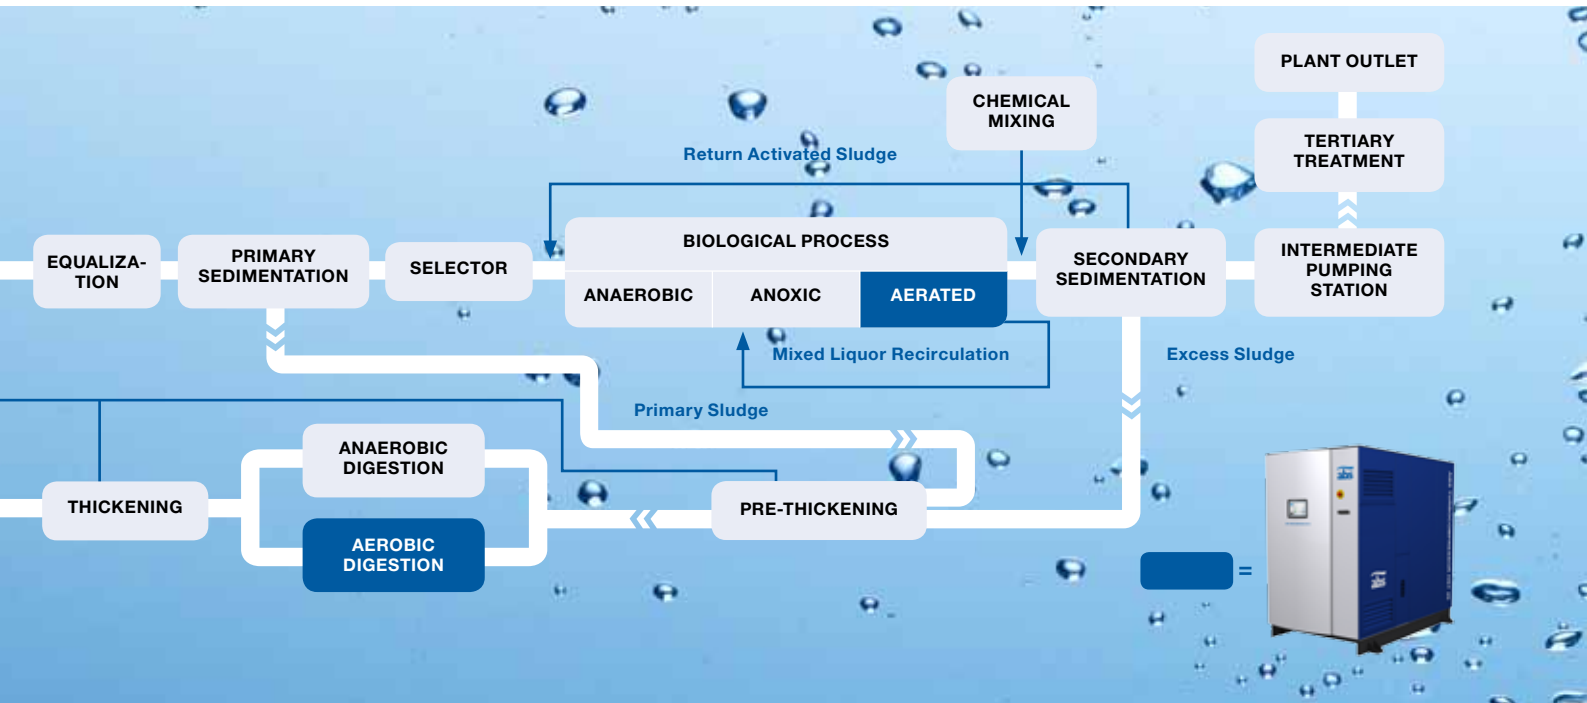 PLANT OUTLET
CHEMICAL
MIXING
TERTIARY
TREATMENT
Return Activated Sludge
EQUALIZA-
TION
PRIMARY
SEDIMENTATION
SELECTOR
BIOLOGICAL PROCESS
ANAEROBIC
ANOXIC
AERATED
SECONDARY
SEDIMENTATION
INTERMEDIATE
PUMPING
STATION
Mixed Liquor Recirculation
Excess Sludge
Primary Sludge
ANAEROBIC
DIGESTION
THICKENING
AEROBIC
DIGESTION
PRE-THICKENING
=
abs